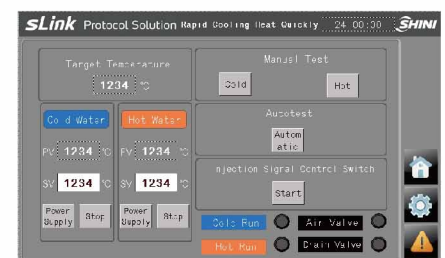 sLink Protocol Solution Rapid Cooling Heat Quickly 24 00:00 SHINI
Target Temperature
1234 °C
Manual Test
Cold
Hot
Cold Water
Hot Water
PV 1234 °C
PV 1234 °C
SV 1234 °C
SV 1234 °C
Power Supply
Stop
Power Supply
Stop
Autotest
Autom
atic
Injection Signal Control Switch
Start
Cold Run
Air Valve
Hot Run
Drain Valve